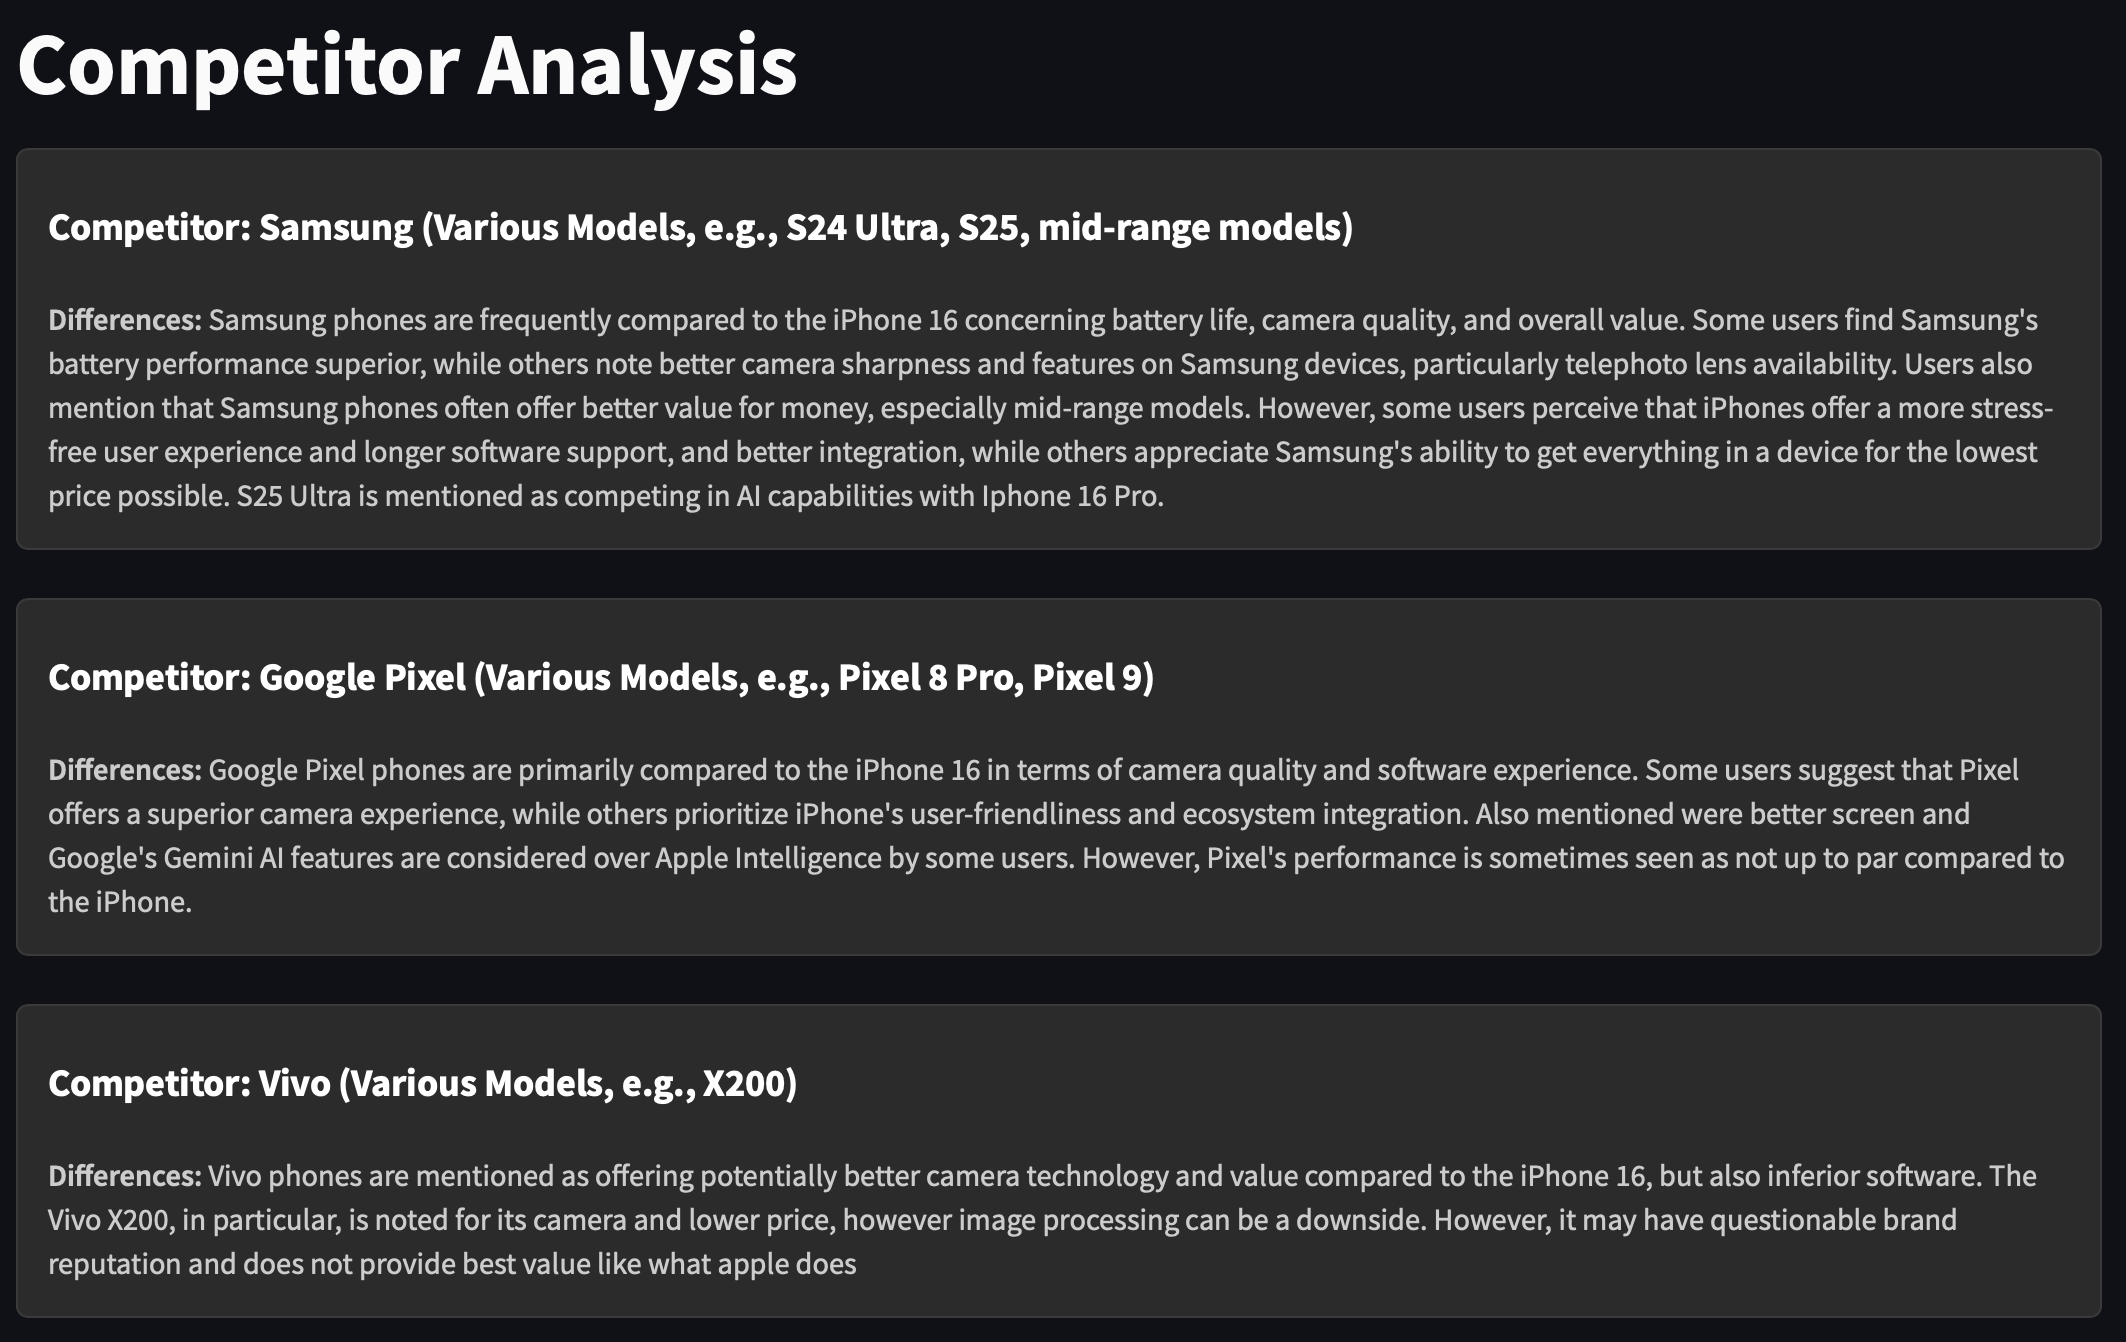 Competitor Analysis
Competitor: Samsung (Various Models, e.g., S24 Ultra, S25, mid-range models)
Differences: Samsung phones are frequently compared to the iPhone 16 concerning battery life, camera quality, and overall value. Some users find Samsung's
battery performance superior, while others note better camera sharpness and features on Samsung devices, particularly telephoto lens availability. Users also
mention that Samsung phones often offer better value for money, especially mid-range models. However, some users perceive that iPhones offer a more stress-
free user experience and longer software support, and better integration, while others appreciate Samsung's ability to get everything in a device for the lowest
price possible. S25 Ultra is mentioned as competing in AI capabilities with Iphone 16 Pro.
Competitor: Google Pixel (Various Models, e.g., Pixel 8 Pro, Pixel 9)
Differences: Google Pixel phones are primarily compared to the iPhone 16 in terms of camera quality and software experience. Some users suggest that Pixel
offers a superior camera experience, while others prioritize iPhone's user-friendliness and ecosystem integration. Also mentioned were better screen and
Google's Gemini AI features are considered over Apple Intelligence by some users. However, Pixel's performance is sometimes seen as not up to par compared to
the iPhone.
Competitor: Vivo (Various Models, e.g., X200)
Differences: Vivo phones are mentioned as offering potentially better camera technology and value compared to the iPhone 16, but also inferior software. The
Vivo X200, in particular, is noted for its camera and lower price, however image processing can be a downside. However, it may have questionable brand
reputation and does not provide best value like what apple does